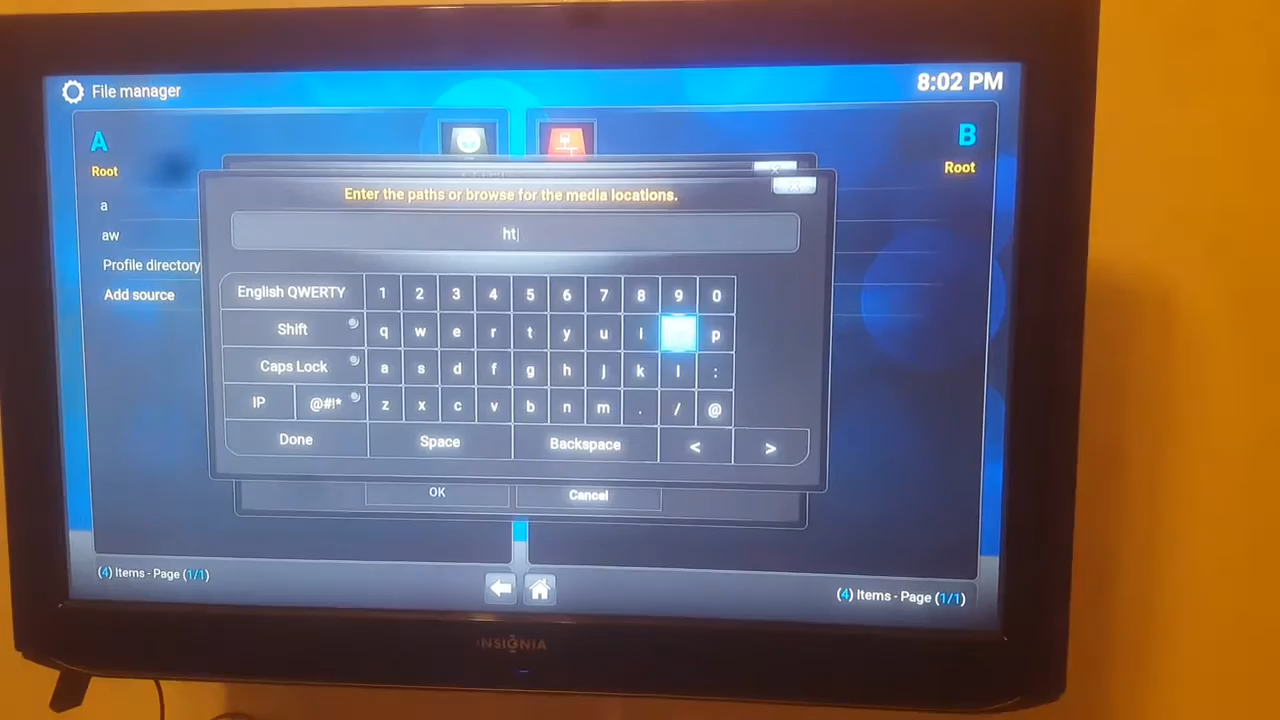 File manager
8:02 PM
A
B
Root
Root
a
aw
Profile directory
Add source
Enter the paths or browse for the media locations.
ht
English QWERTY 1 2 3 4 5 6 7 8 9 0
Shift q w e r t y u i p
Caps Lock a s d f g h j k l :
IP @#!* z x c v b n m . / @
Done Space Backspace < >
OK Cancel
(4) Items - Page (1/1)
(4) Items - Page (1/1)
INSIGNIA